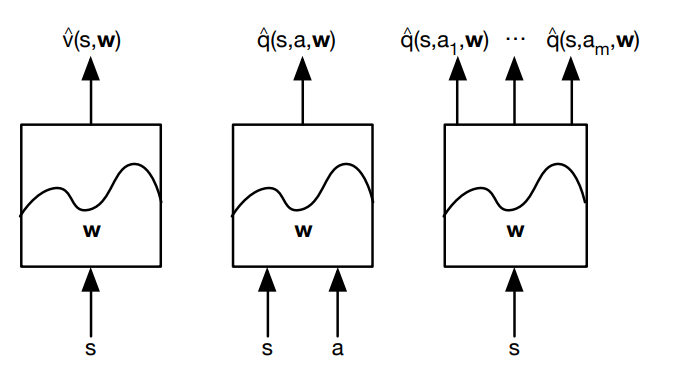 v̂(s,w) q̂(s,a,w) q̂(s,a₁,w) ··· q̂(s,aₘ,w)
w w w
s s a s